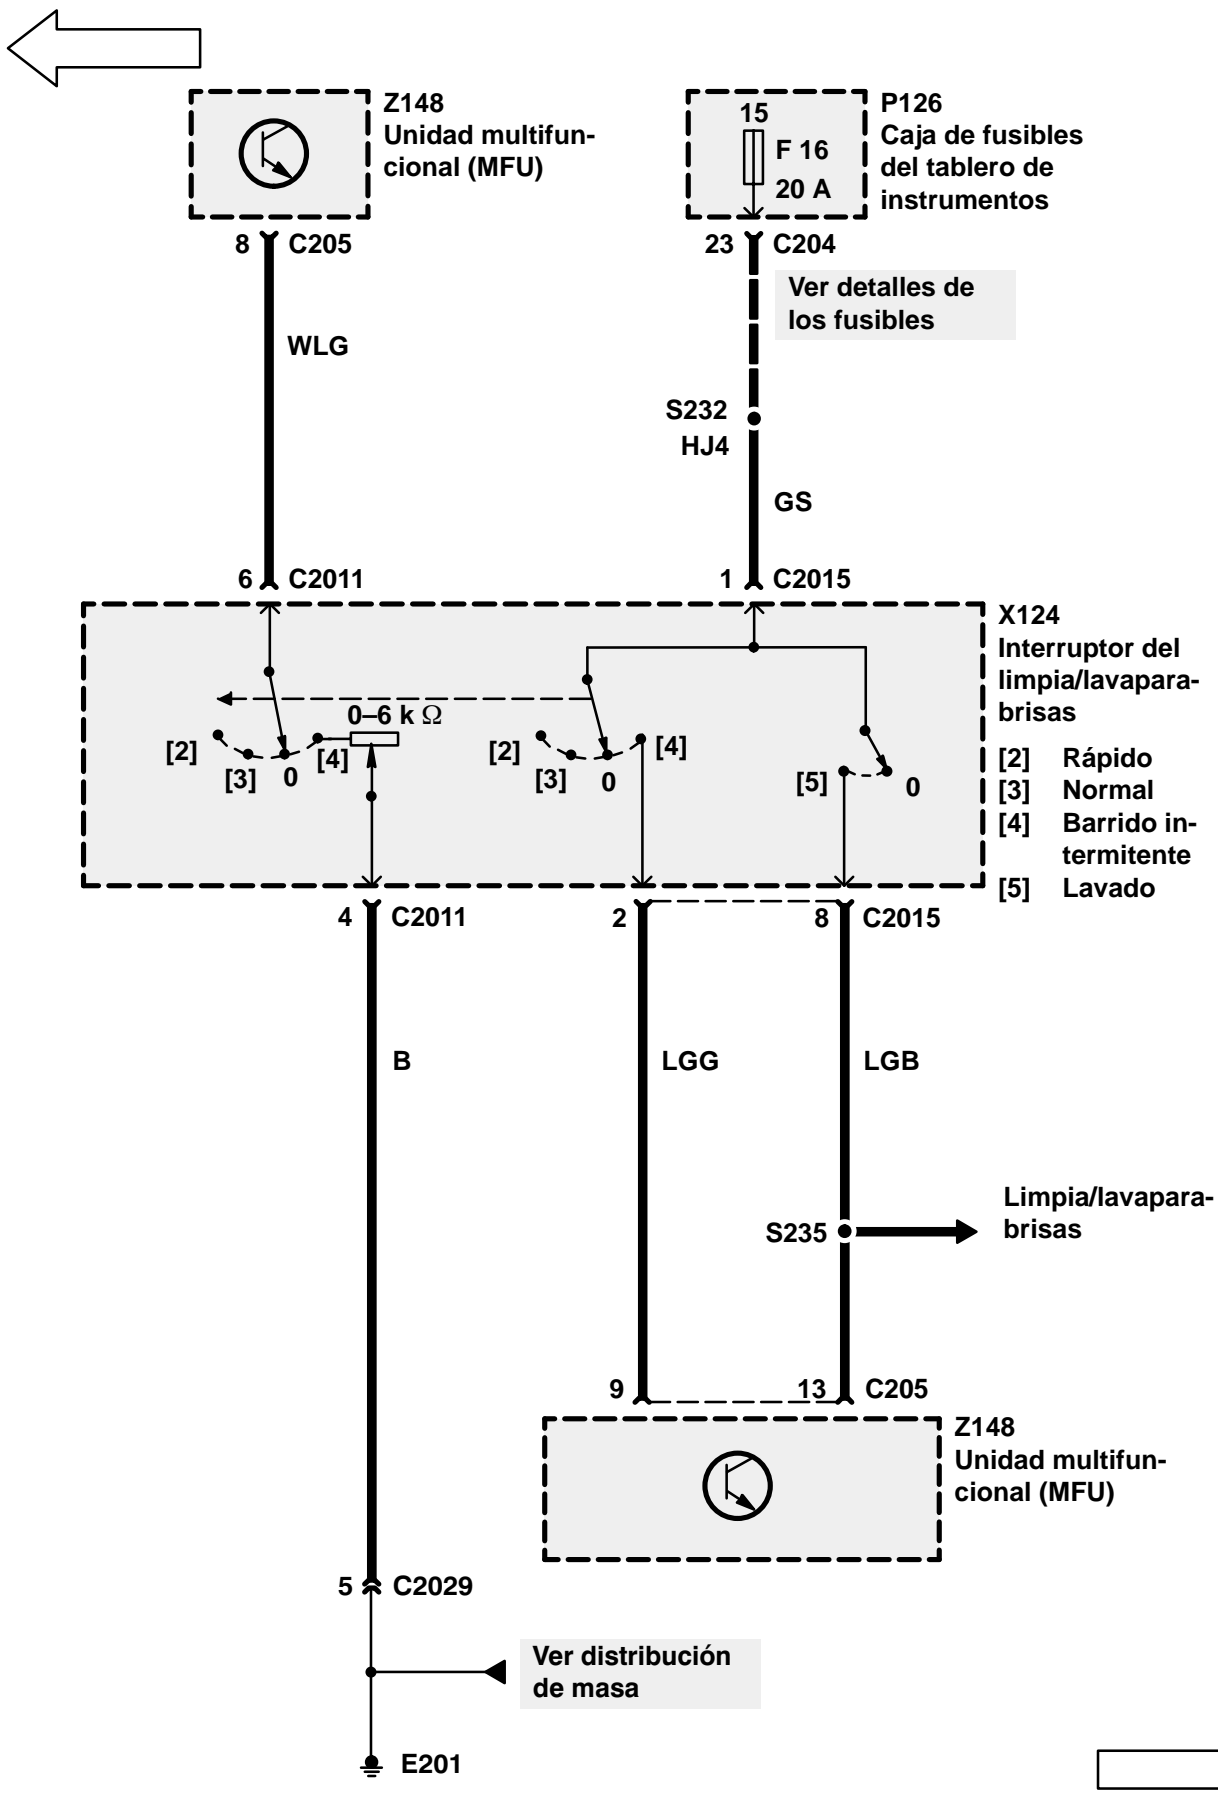 Z148
Unidad multifun-
cional (MFU)
15
F 16
20 A
P126
Caja de fusibles
del tablero de
instrumentos
8 C205
23 C204
Ver detalles de
los fusibles
WLG
S232
HJ4
GS
6 C2011
1 C2015
X124
Interruptor del
limpia/lavapara-
brisas
[2] Rápido
[3] Normal
[4] Barrido in-
termitente
[5] Lavado
0–6 k Ω
[2] [3] 0 [4]
[2] [3] 0 [4]
[5] 0
4 C2011
2
8 C2015
B
LGG
LGB
S235
Limpia/lavapara-
brisas
9
13 C205
Z148
Unidad multifun-
cional (MFU)
5 C2029
Ver distribución
de masa
E201